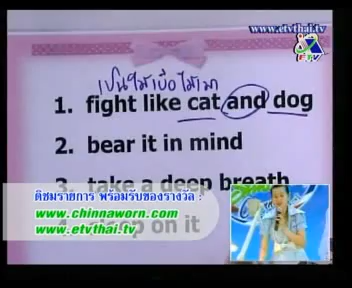 www.etvthai.tv
ETV
เป็นไม้เบื่อไม้เมา
1. fight like cat and dog
2. bear it in mind
3. take a deep breath
ติชมรายการ พร้อมรับของรางวัล :
www.chinnaworn.com
www.etvthai.tv
on it